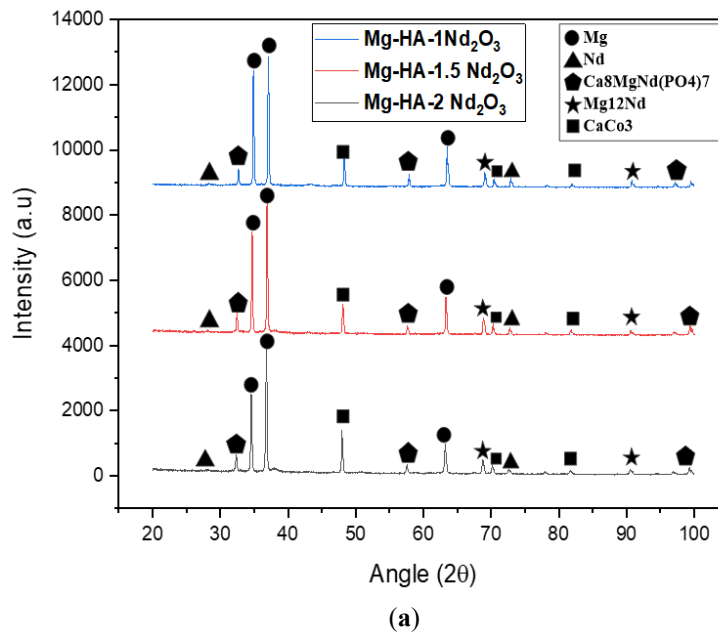 14000
12000
10000
8000
6000
4000
2000
0
Intensity (a.u)
Mg-HA-1Nd₂O₃
Mg-HA-1.5 Nd₂O₃
Mg-HA-2 Nd₂O₃
Mg
Nd
Ca8MgNd(PO4)7
Mg12Nd
CaCo3
20 30 40 50 60 70 80 90 100
Angle (2θ)
(a)